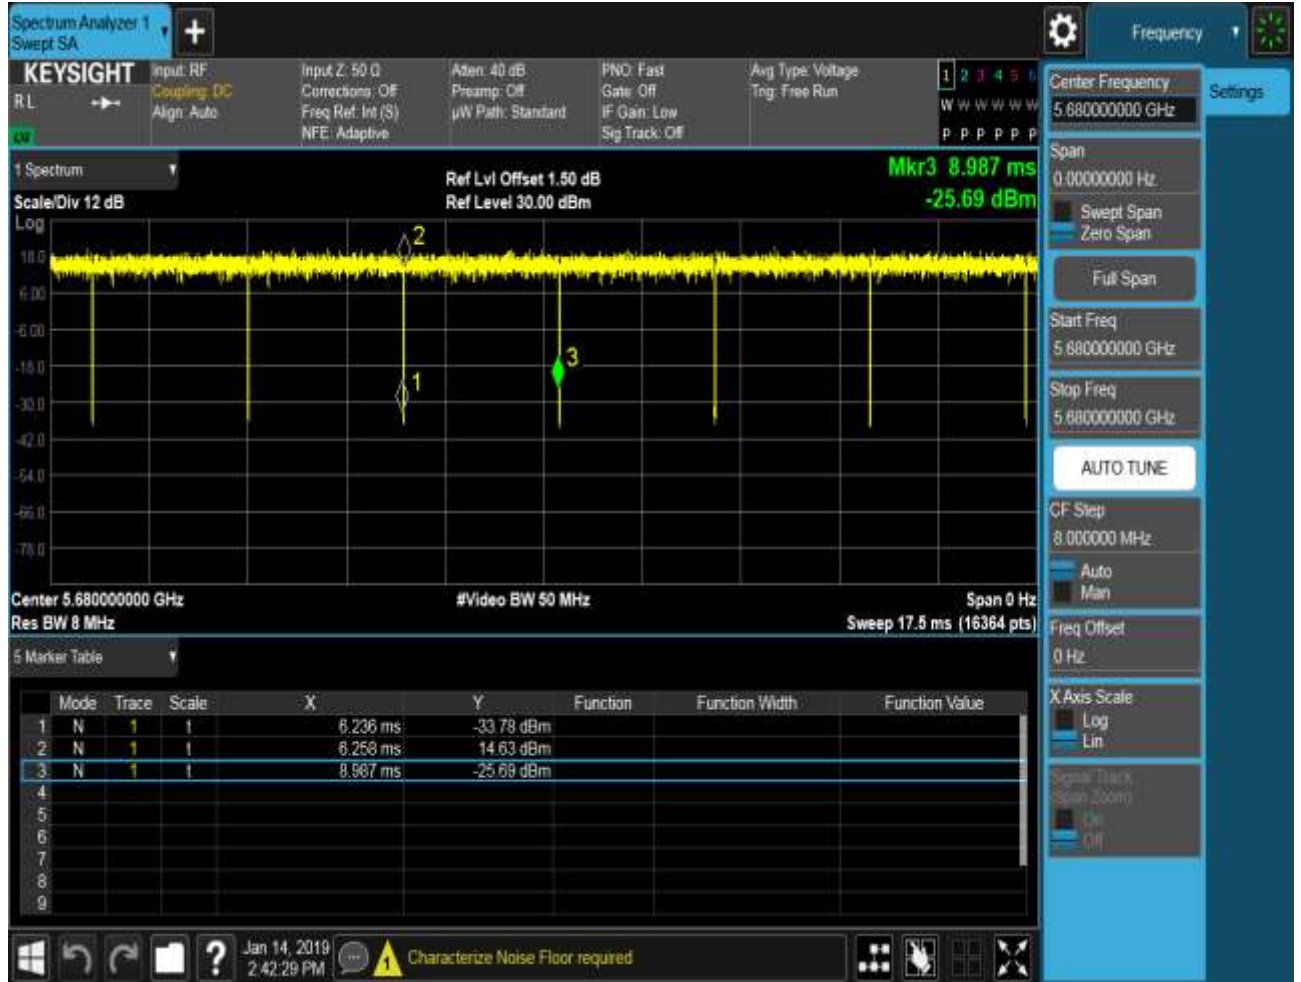 Spectrum Analyzer 1
Swept SA
Frequency
KEYSIGHT
RL
Input: RF
Coupling: DC
Align: Auto
Input Z: 50 Ω
Corrections: Off
Freq Ref: Int (S)
NFE: Adaptive
Atten: 40 dB
Preamp: Off
µW Path: Standard
PNO: Fast
Gate: Off
IF Gain: Low
Sig Track: Off
Avg Type: Voltage
Trig: Free Run
1 2 3 4 5 6
W W W W W W
P P P P P P
Settings
1 Spectrum
Scale/Div 12 dB
Ref Lvl Offset 1.50 dB
Ref Level 30.00 dBm
Mkr3 8.987 ms
-25.69 dBm
Log
18.0
6.00
-6.00
-18.0
-30.0
-42.0
-54.0
-66.0
-78.0
2
1
3
Center 5.680000000 GHz
Res BW 8 MHz
#Video BW 50 MHz
Span 0 Hz
Sweep 17.5 ms (16364 pts)
5 Marker Table
Mode Trace Scale X Y Function Function Width Function Value
1 N 1 t 6.236 ms -33.78 dBm
2 N 1 t 6.258 ms 14.63 dBm
3 N 1 t 8.987 ms -25.69 dBm
4
5
6
7
8
9
Center Frequency
5.680000000 GHz
Span
0.00000000 Hz
Swept Span
Zero Span
Full Span
Start Freq
5.680000000 GHz
Stop Freq
5.680000000 GHz
AUTO TUNE
CF Step
8.000000 MHz
Auto
Man
Freq Offset
0 Hz
X Axis Scale
Log
Lin
Signal Track
(Span Zoom)
On
Off
?
Jan 14, 2019
2:42:29 PM
1
Characterize Noise Floor required